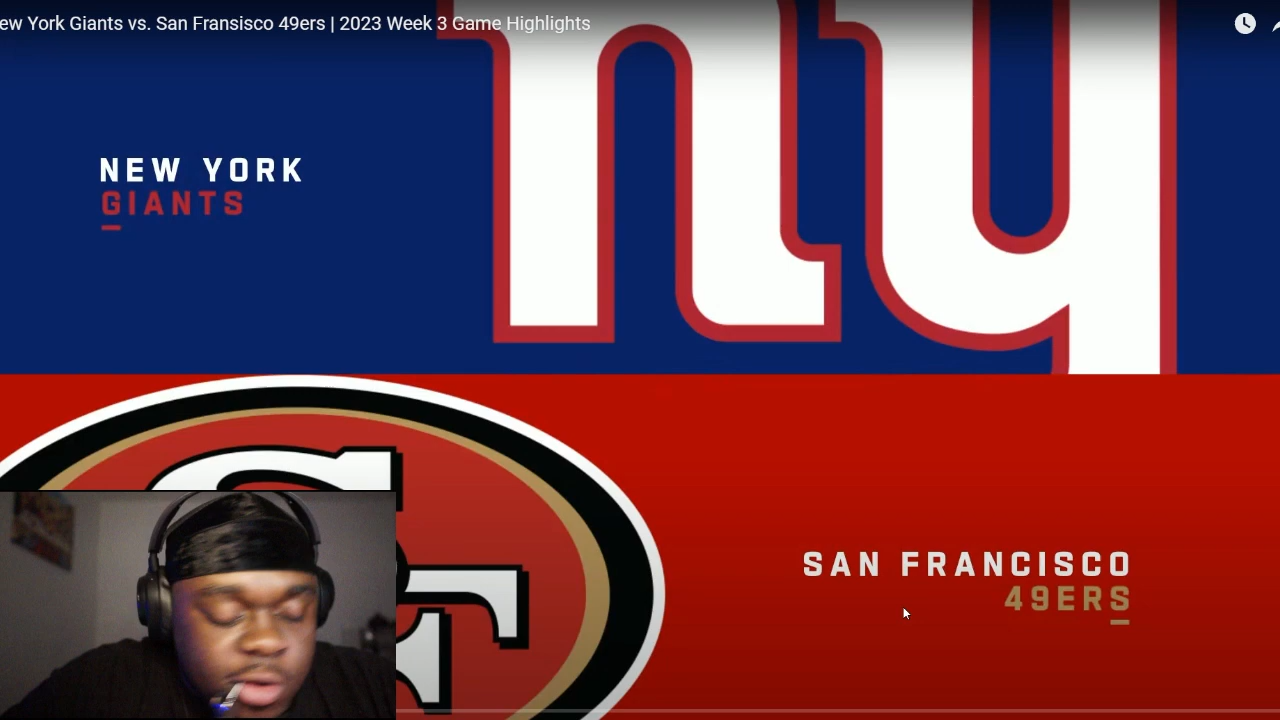 ew York Giants vs. San Fransisco 49ers | 2023 Week 3 Game Highlights
ny
NEW YORK
GIANTS
SF
SAN FRANCISCO
49ERS